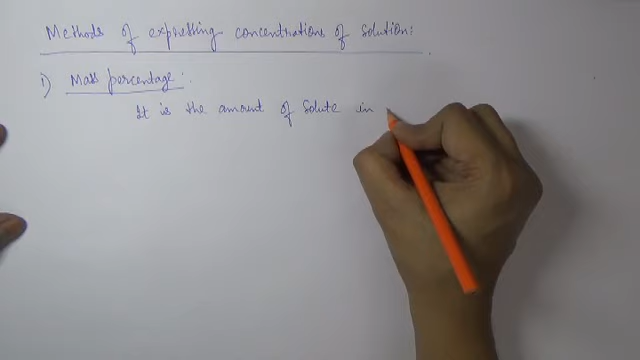 Methods of expressing concentrations of solution:
1) Mass percentage:
It is the amount of solute in